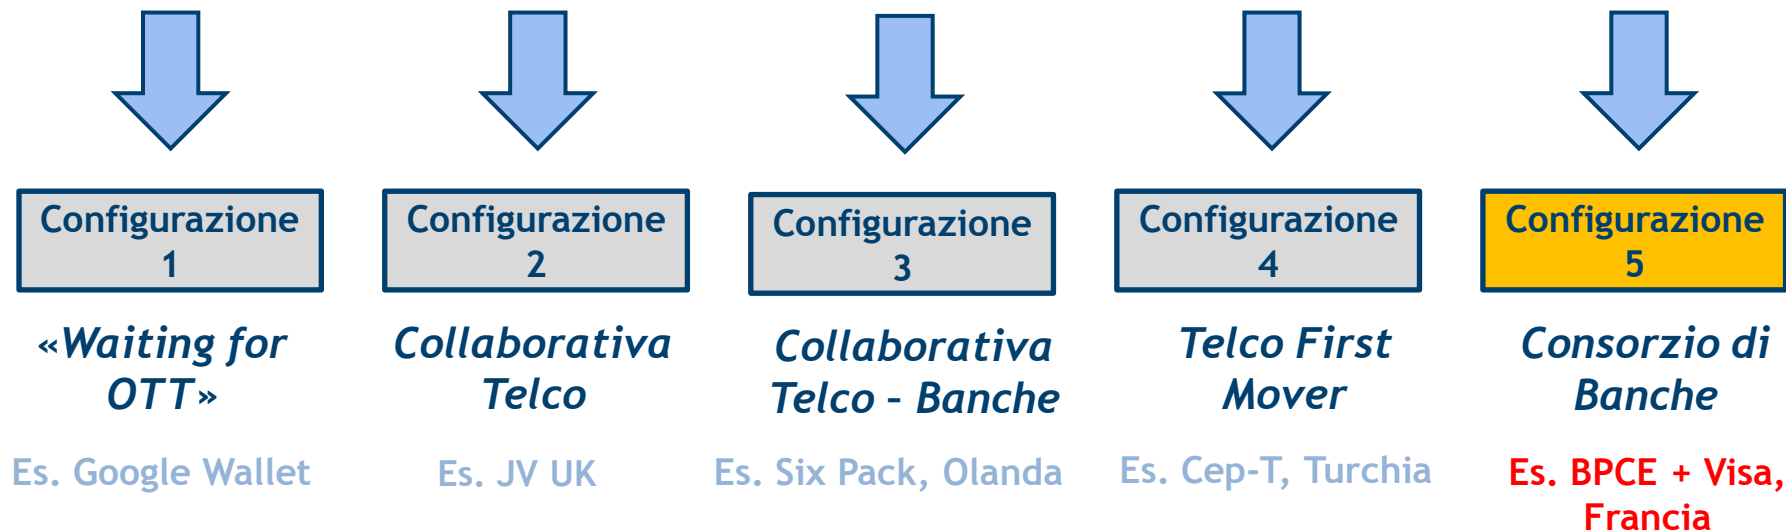 Configurazione
1
«Waiting for
OTT»
Es. Google Wallet
Configurazione
2
Collaborativa
Telco
Es. JV UK
Configurazione
3
Collaborativa
Telco – Banche
Es. Six Pack, Olanda
Configurazione
4
Telco First
Mover
Es. Cep-T, Turchia
Configurazione
5
Consorzio di
Banche
Es. BPCE + Visa,
Francia